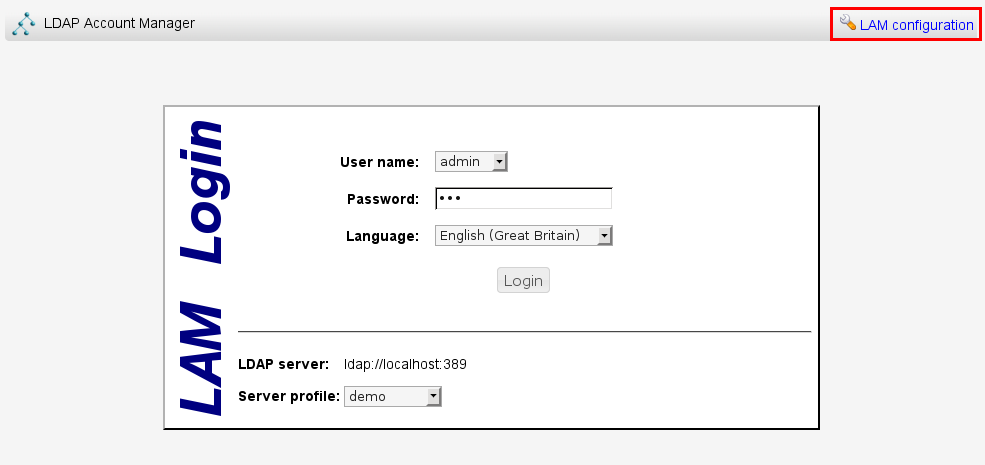 LDAP Account Manager
LAM configuration
LAM Login
User name: admin
Password: •••
Language: English (Great Britain)
Login
LDAP server: ldap://localhost:389
Server profile: demo